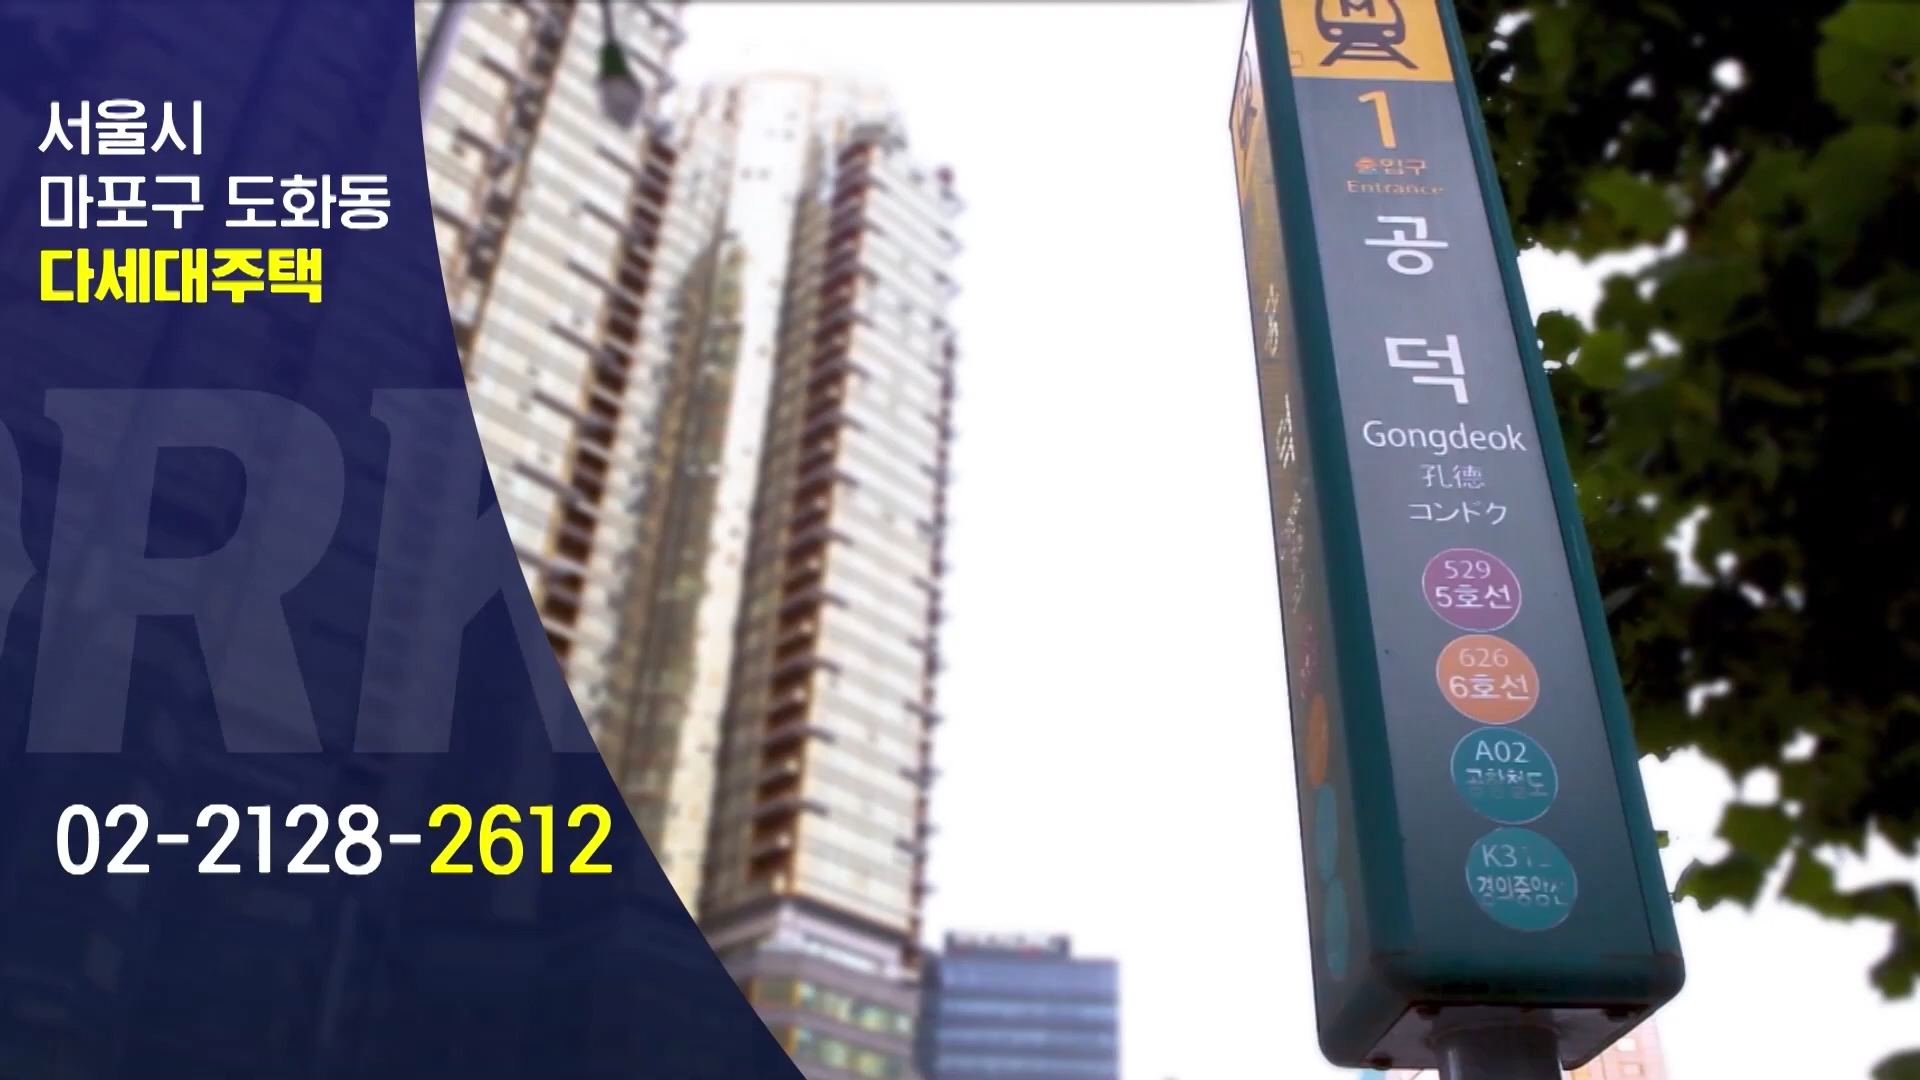 서울시
마포구 도화동
다세대주택
ORK
02-2128-2612
M
1
출입구
Entrance
공
덕
Gongdeok
孔德
コンドク
529
5호선
626
6호선
A02
공항철도
경의중앙선